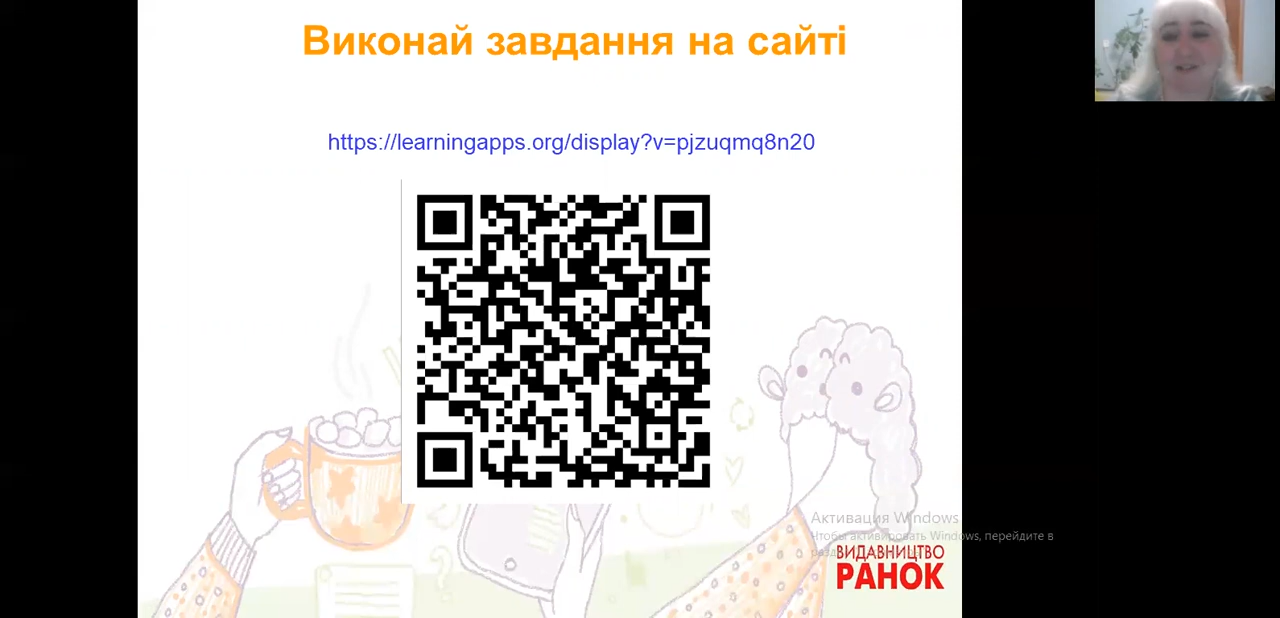 Виконай завдання на сайті
https://learningapps.org/display?v=pjzuqmq8n20
Активация Windows
Чтобы активировать Windows, перейдите в
ВИДАВНИЦТВО
РАНОК